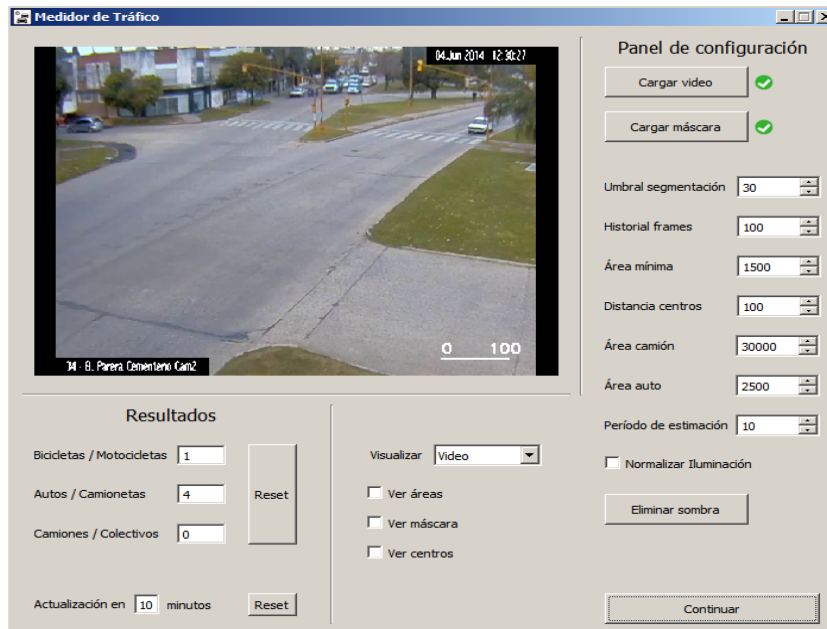 Medidor de Tráfico
04.Jun 2014 12:30:27
0 100
04 - B. Parera Cementerio Cam2
Panel de configuración
Cargar video
Cargar máscara
Umbral segmentación 30
Historial frames 100
Área mínima 1500
Distancia centros 100
Área camión 30000
Área auto 2500
Período de estimación 10
Normalizar Iluminación
Eliminar sombra
Continuar
Resultados
Bicicletas / Motocicletas 1
Autos / Camionetas 4
Camiones / Colectivos 0
Reset
Actualización en 10 minutos Reset
Visualizar Video
Ver áreas
Ver máscara
Ver centros